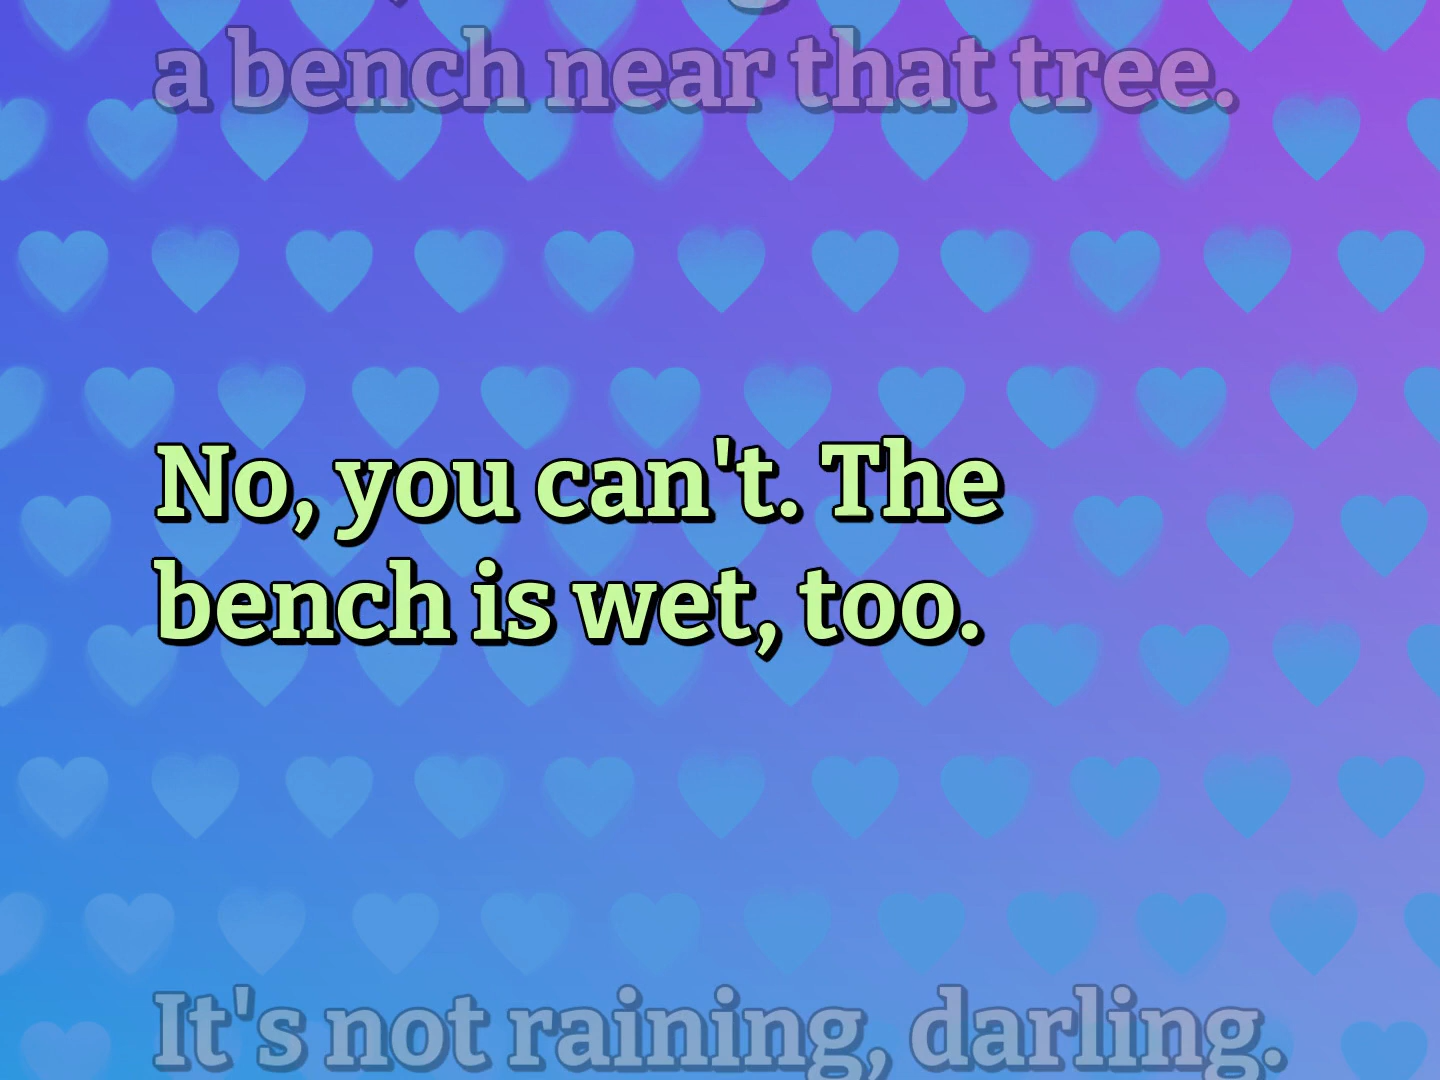 a bench near that tree.
No, you can't. The
bench is wet, too.
It's not raining, darling.